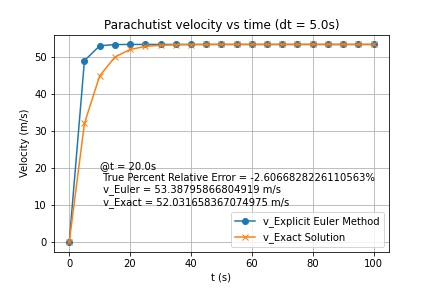 Parachutist velocity vs time (dt = 5.0s)
Velocity (m/s)
50
40
30
20
10
0
@t = 20.0s
True Percent Relative Error = -2.6066828226110563%
v_Euler = 53.38795866804919 m/s
v_Exact = 52.031658367074975 m/s
v_Explicit Euler Method
v_Exact Solution
0 20 40 60 80 100
t (s)